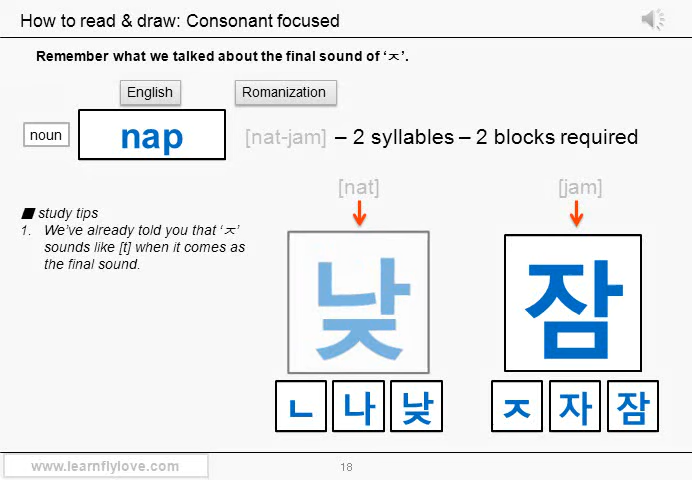 How to read & draw: Consonant focused
Remember what we talked about the final sound of ‘ㅈ’.
English
Romanization
noun
nap
[nat-jam] – 2 syllables – 2 blocks required
[nat]
[jam]
study tips
1. We’ve already told you that ‘ㅈ’
sounds like [t] when it comes as
the final sound.
낮
잠
ㄴ 나 낮
ㅈ 자 잠
www.learnflylove.com
18